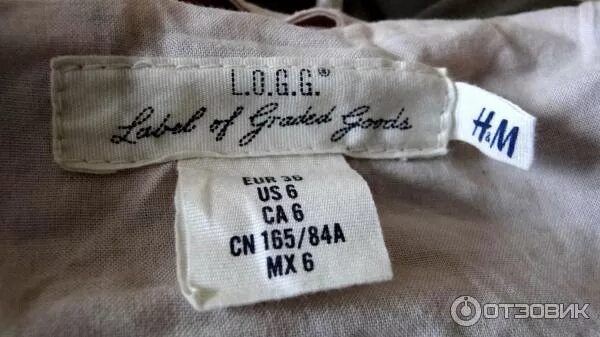 L.O.G.G.®
Label of Graded Goods
H&M
EUR 36
US 6
CA 6
CN 165/84A
MX 6
ОТЗОВИК